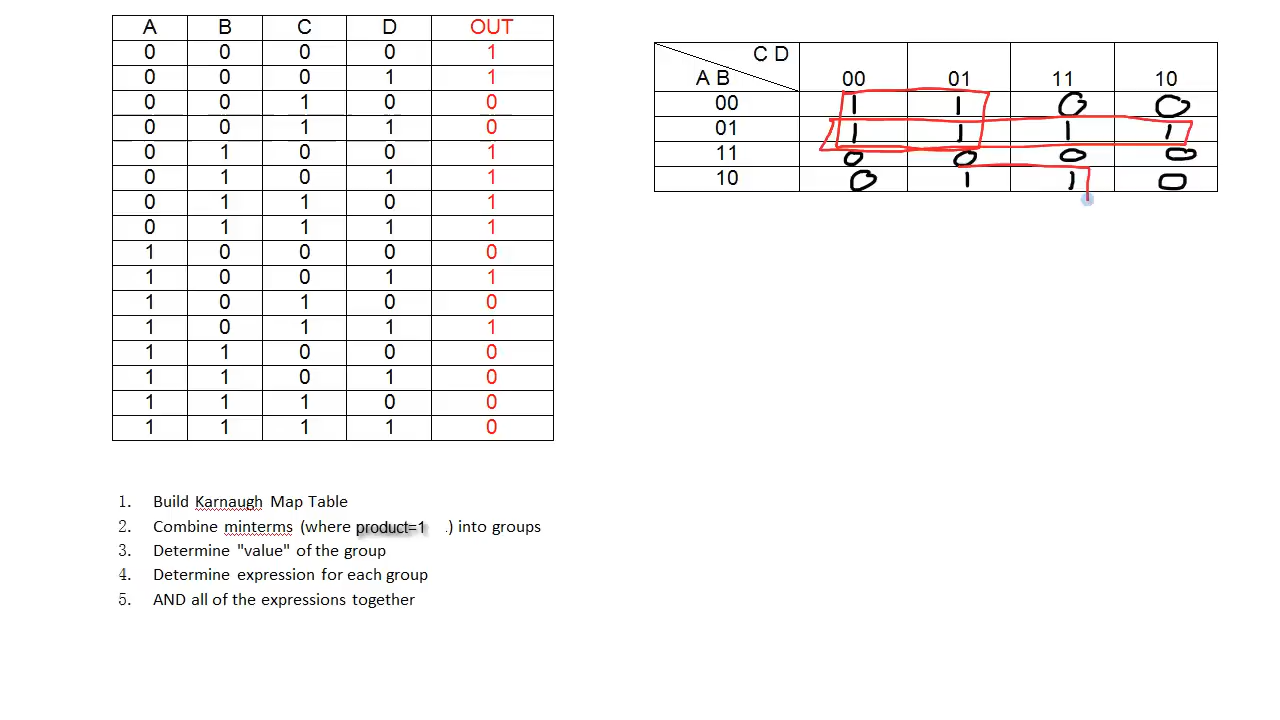 A B C D OUT
0 0 0 0 1
0 0 0 1 1
0 0 1 0 0
0 0 1 1 0
0 1 0 0 1
0 1 0 1 1
0 1 1 0 1
0 1 1 1 1
1 0 0 0 0
1 0 0 1 1
1 0 1 0 0
1 0 1 1 1
1 1 0 0 0
1 1 0 1 0
1 1 1 0 0
1 1 1 1 0
C D
A B 00 01 11 10
00 1 1 0 0
01 1 1 1 1
11 0 0 0 0
10 0 1 1 0
1. Build Karnaugh Map Table
2. Combine minterms (where product=1 .) into groups
3. Determine "value" of the group
4. Determine expression for each group
5. AND all of the expressions together